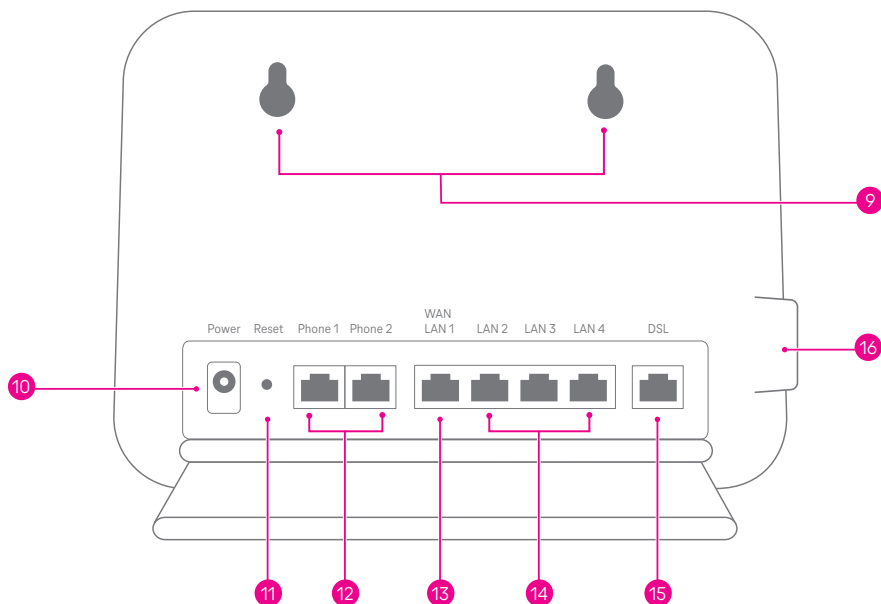 9
WAN
Power Reset Phone 1 Phone 2 LAN 1 LAN 2 LAN 3 LAN 4 DSL
16
10
11 12 13 14 15